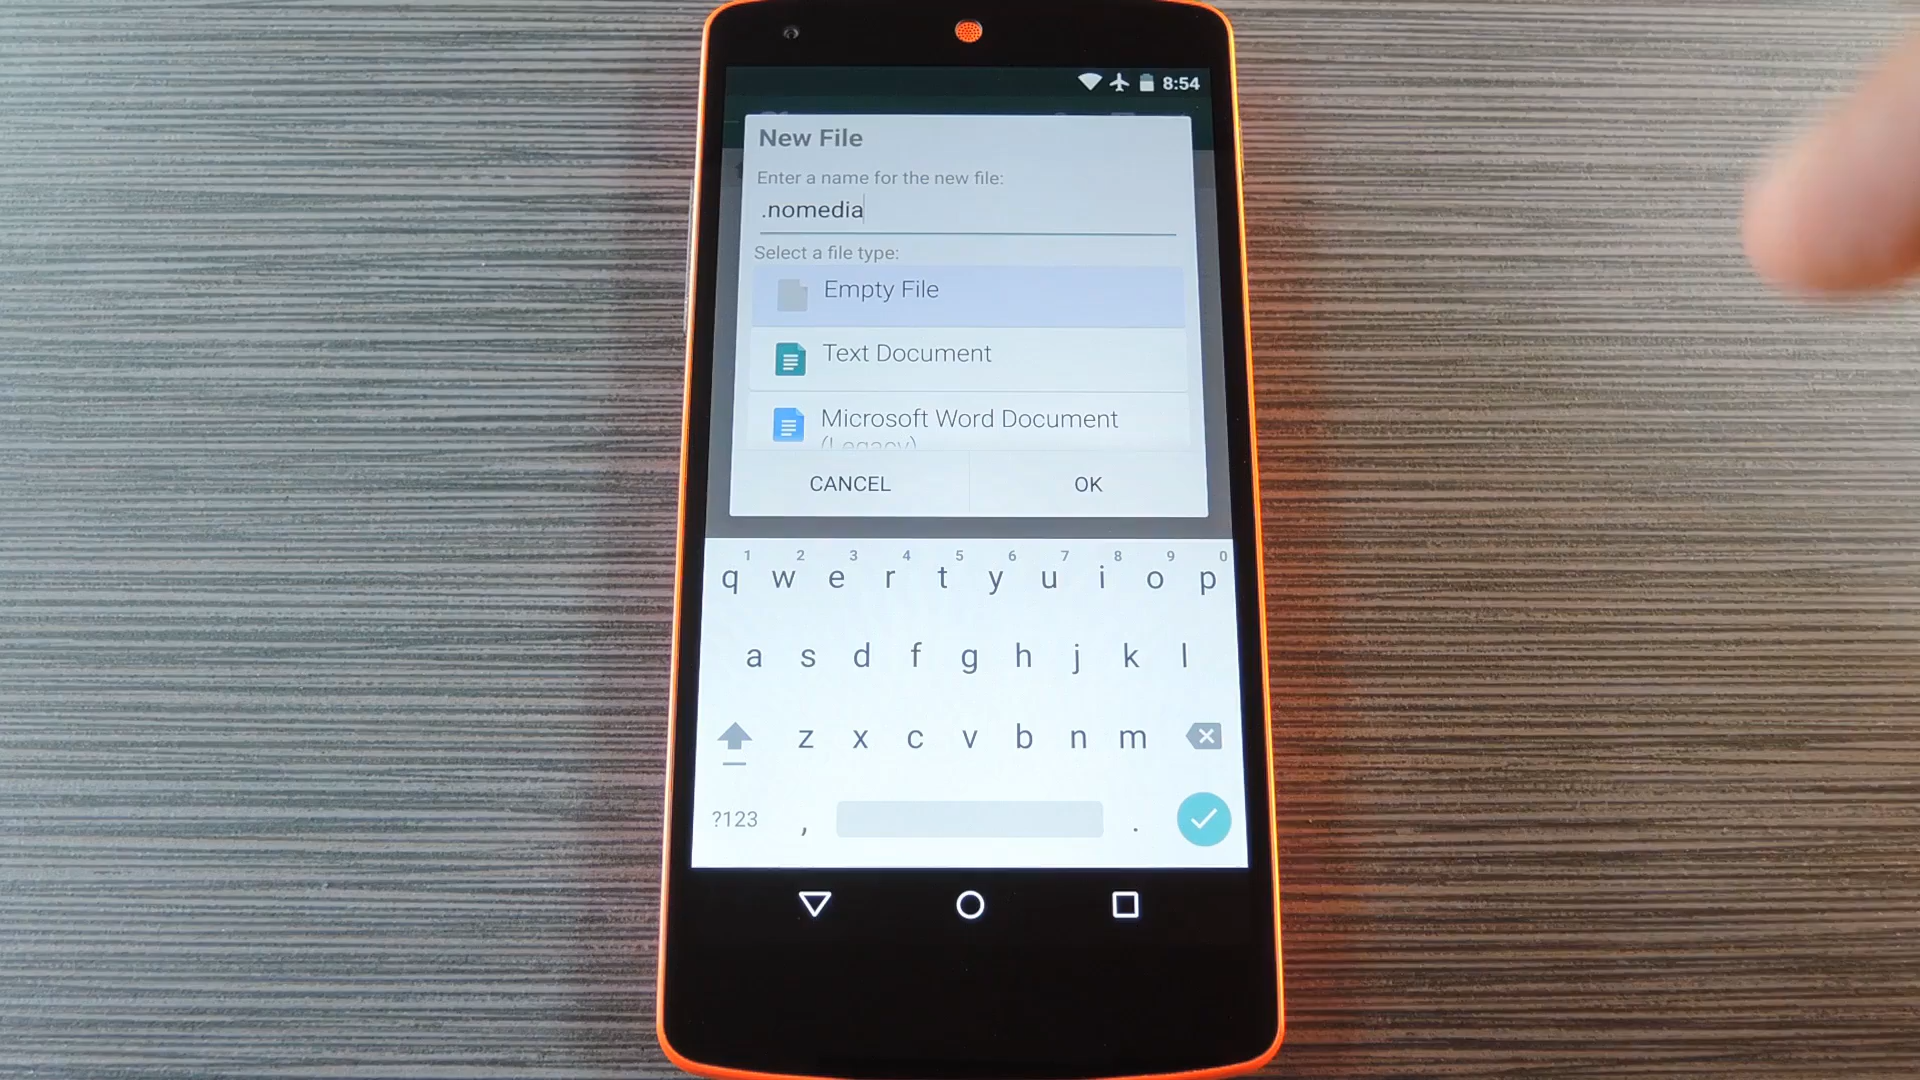 8:54
New File
Enter a name for the new file:
.nomedia
Select a file type:
Empty File
Text Document
Microsoft Word Document
(Legacy)
CANCEL OK
1 2 3 4 5 6 7 8 9 0
q w e r t y u i o p
a s d f g h j k l
z x c v b n m
?123 , .